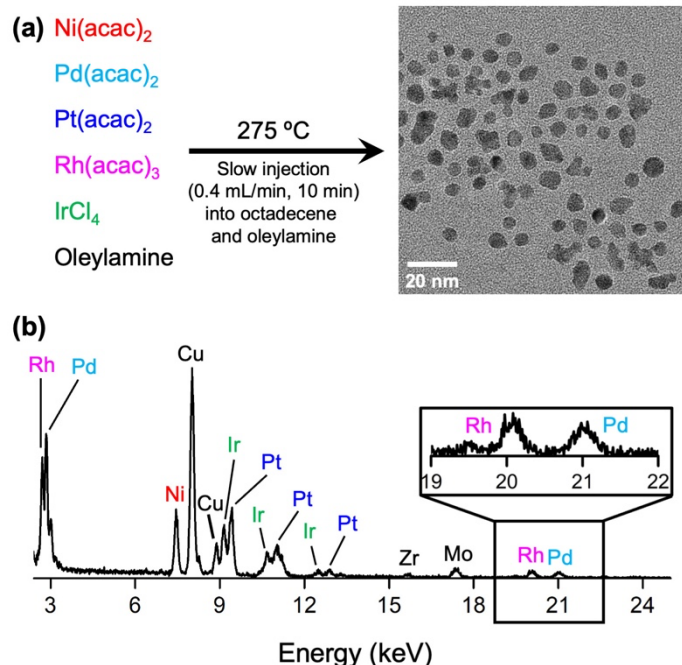 (a)
Ni(acac)₂
Pd(acac)₂
Pt(acac)₂
Rh(acac)₃
IrCl₄
Oleylamine
275 ºC
Slow injection
(0.4 mL/min, 10 min)
into octadecene
and oleylamine
20 nm
(b)
Rh
Pd
Cu
Ni
Cu
Ir
Pt
Ir
Pt
Ir
Pt
Zr
Mo
Rh
Pd
Rh
Pd
19 20 21 22
3 6 9 12 15 18 21 24
Energy (keV)